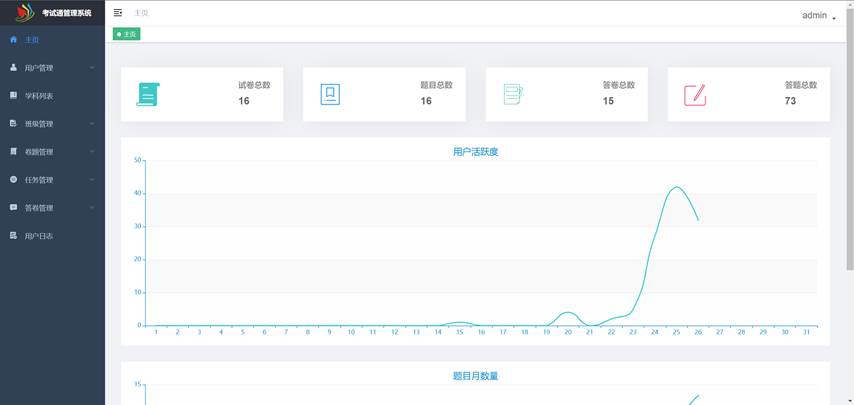 考试通管理系统
主页
admin
主页
主页
用户管理
学科列表
班级管理
卷题管理
任务管理
答卷管理
用户日志
试卷总数
16
题目总数
16
答卷总数
15
答题总数
73
用户活跃度
50
40
30
20
10
0
1 2 3 4 5 6 7 8 9 10 11 12 13 14 15 16 17 18 19 20 21 22 23 24 25 26 27 28 29 30 31
题目月数量
15